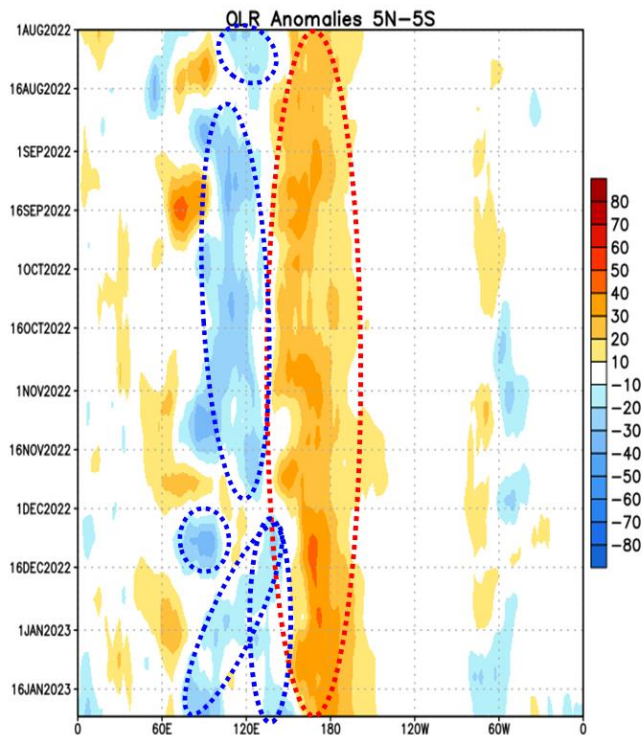 OLR Anomalies 5N-5S
1AUG2022
16AUG2022
1SEP2022
16SEP2022
1OCT2022
16OCT2022
1NOV2022
16NOV2022
1DEC2022
16DEC2022
1JAN2023
16JAN2023
0 60E 120E 180 120W 60W 0
80
70
60
50
40
30
20
10
-10
-20
-30
-40
-50
-60
-70
-80